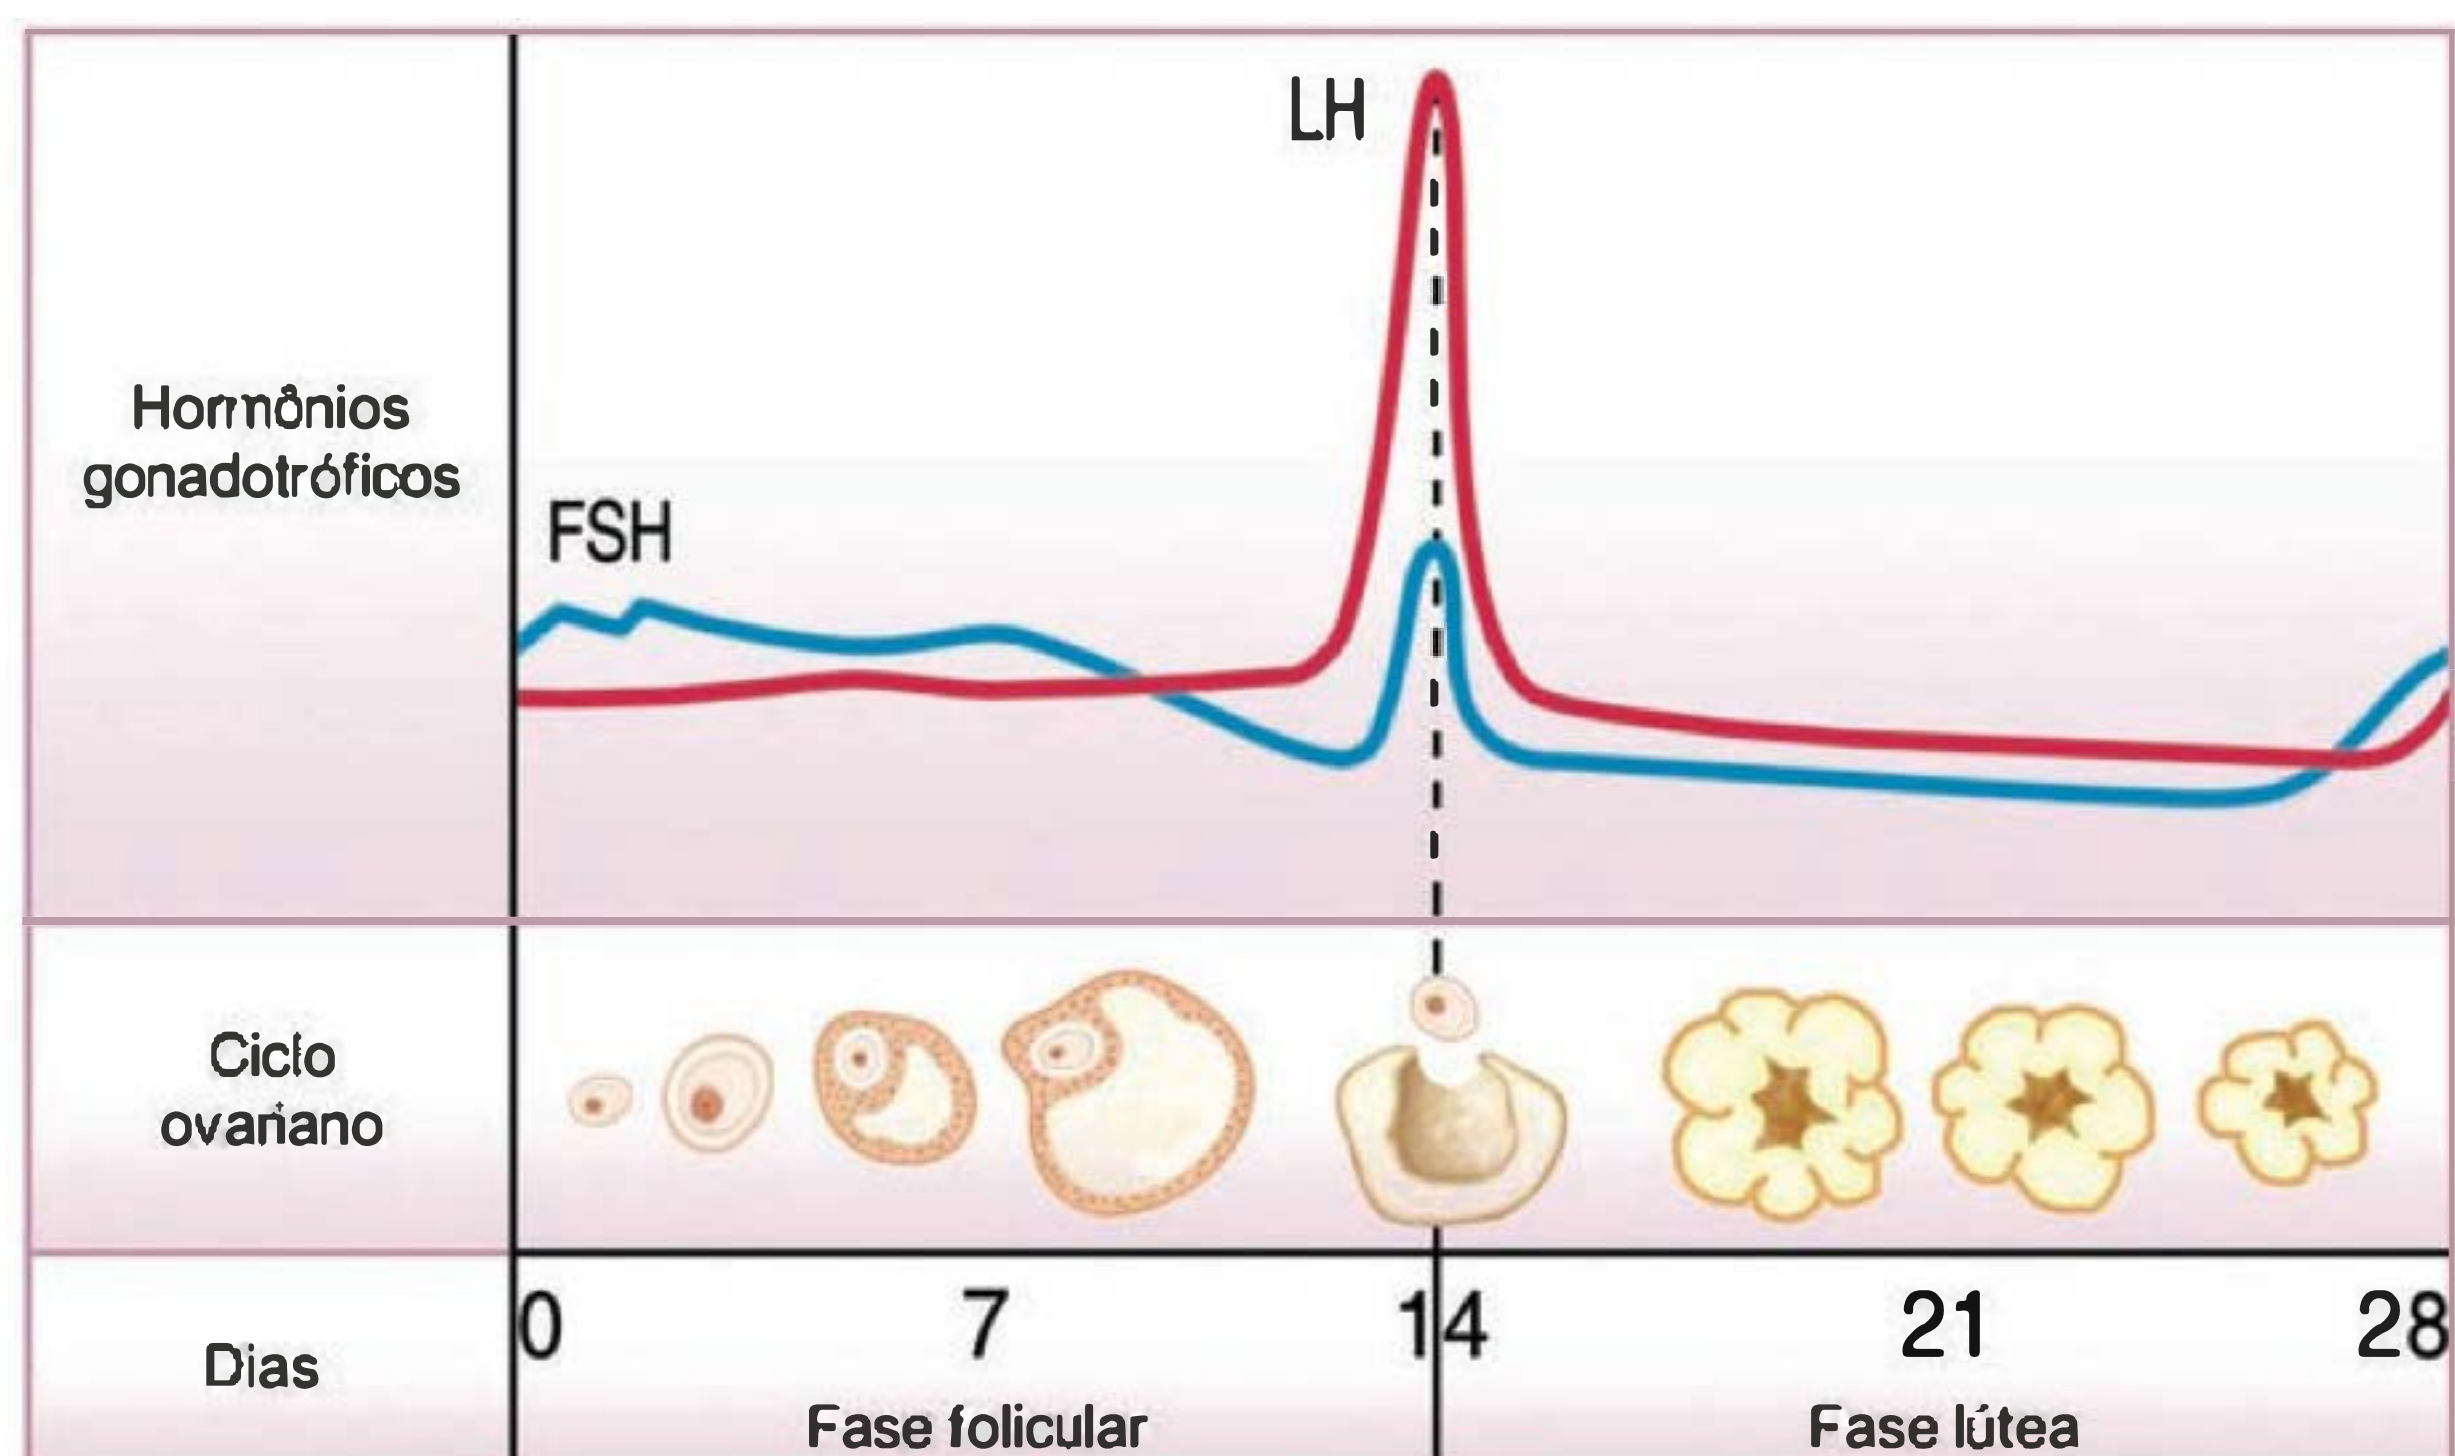 LH
Hormônios
gonadotróficos
FSH
Ciclo
ovariano
Dias
0 7 14 21 28
Fase folicular Fase lútea